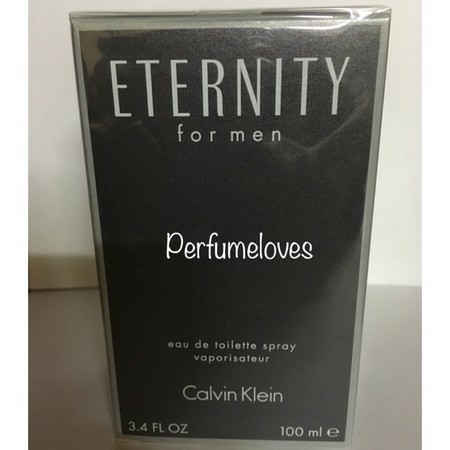 ETERNITY
for men
Perfumeloves
eau de toilette spray
vaporisateur
Calvin Klein
3.4 FL OZ 100 ml ℮